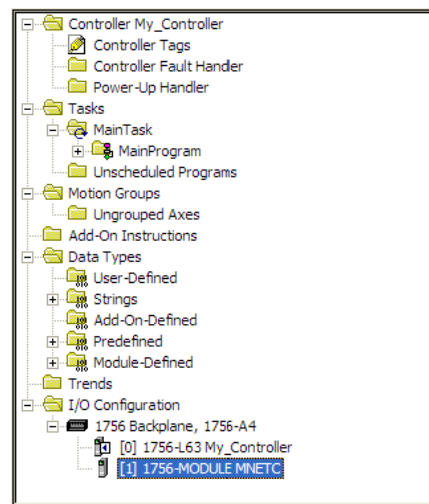 Controller My_Controller
Controller Tags
Controller Fault Handler
Power-Up Handler
Tasks
MainTask
MainProgram
Unscheduled Programs
Motion Groups
Ungrouped Axes
Add-On Instructions
Data Types
User-Defined
Strings
Add-On-Defined
Predefined
Module-Defined
Trends
I/O Configuration
1756 Backplane, 1756-A4
[0] 1756-L63 My_Controller
[1] 1756-MODULE MNETC